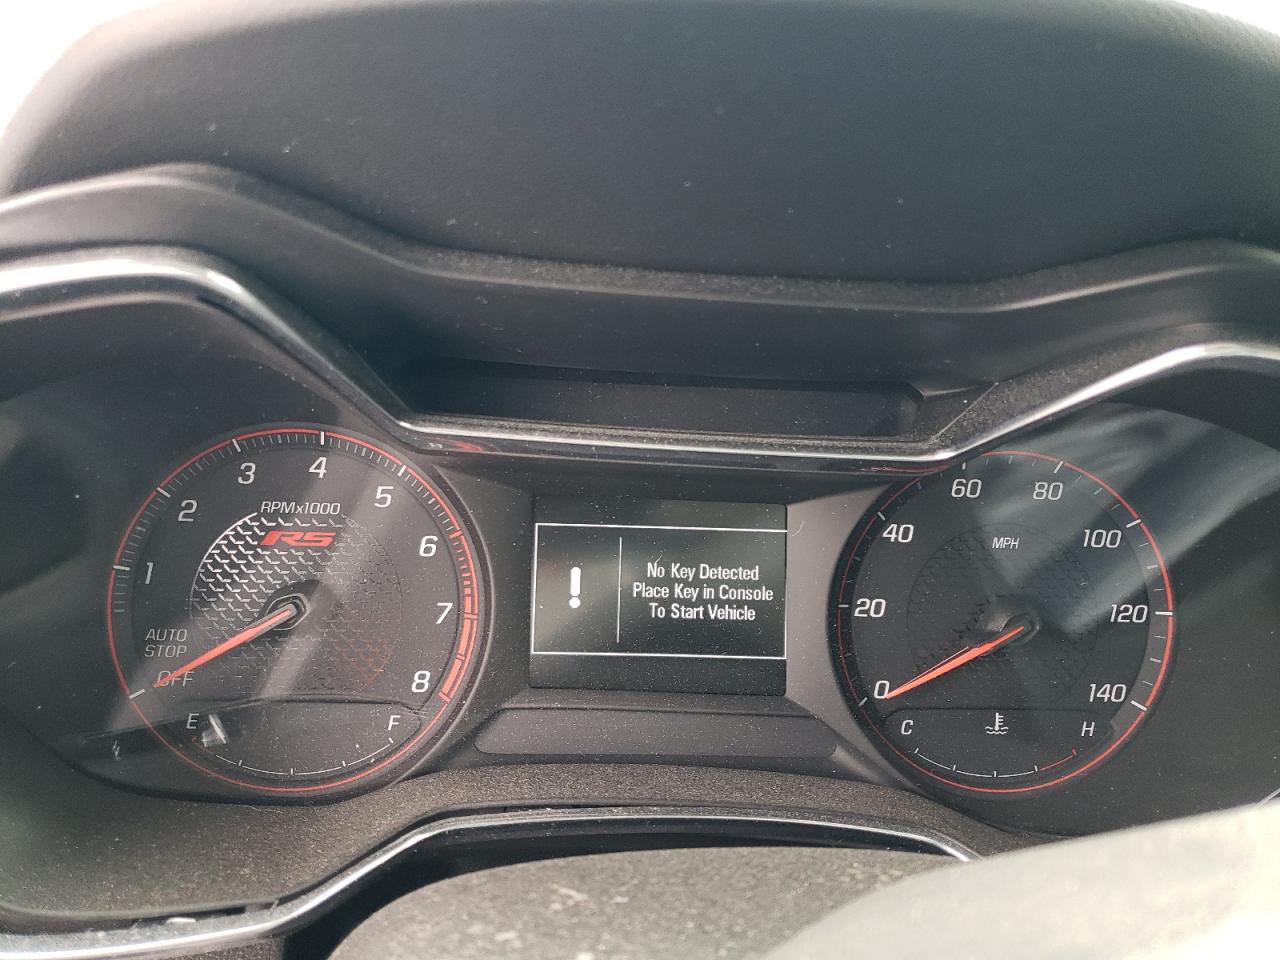 1
2
3
4
5
6
7
8
RPMx1000
RS
AUTO
STOP
OFF
E
F
No Key Detected
Place Key in Console
To Start Vehicle
0
20
40
60
80
100
120
140
MPH
C
H